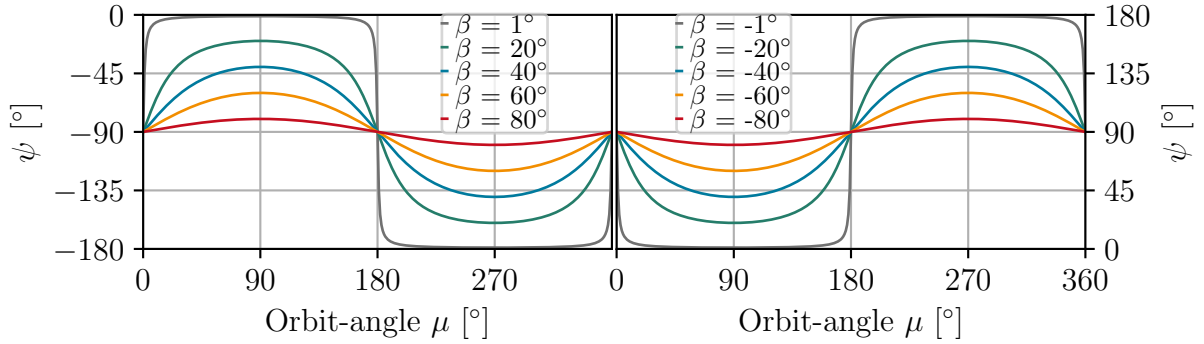 0
−45
−90
−135
−180
ψ [°]
β = 1°
β = 20°
β = 40°
β = 60°
β = 80°
0 90 180 270
Orbit-angle μ [°]
β = -1°
β = -20°
β = -40°
β = -60°
β = -80°
0 90 180 270 360
Orbit-angle μ [°]
180
135
90
45
0
ψ [°]